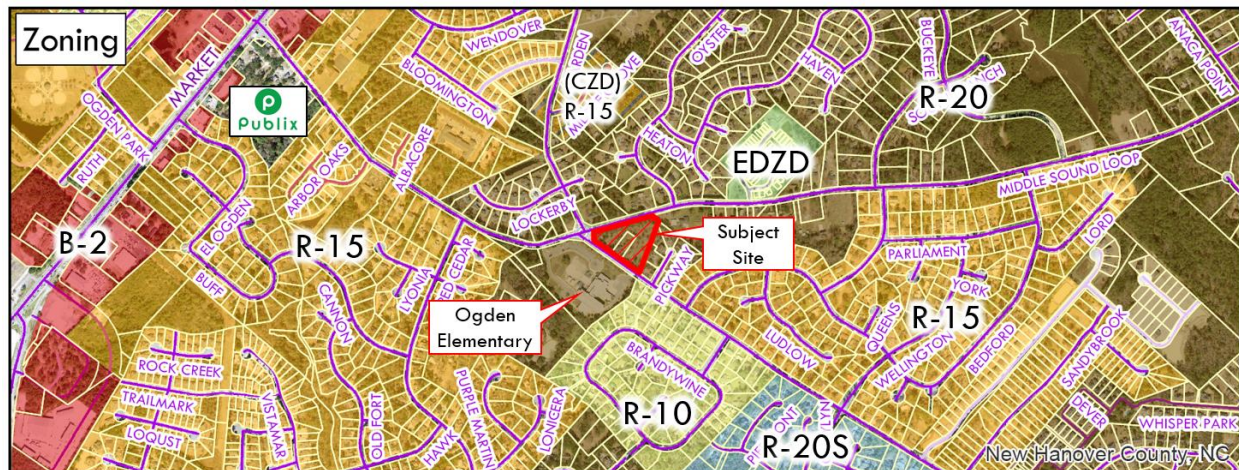 Zoning
WENDOVER
BLOOMINGTON
OYSTER
HAVEN
BUCKEYE
ANACA POINT
MARKET
OGDEN PARK
RUTH
Publix
(CZD)
R-15
R-20
HEATON
EDZD
MIDDLE SOUND LOOP
ARBOR OAKS
ALBACORE
LOCKERBY
EL OGDEN
B-2
R-15
BUFF
CANNON
LYONIA
RED CEDAR
Subject
Site
PICKWAY
PARLIAMENT
LORD
YORK
QUEENS
R-15
WELLINGTON
BEDFORD
SANDYBROOK
Ogden
Elementary
LUDLOW
BRANDYWINE
R-10
ROCK CREEK
TRAILMARK
LOQUST
VISTAMAR
OLD FORT
HAWK
PURPLE MARTIN
LONICERA
R-20S
DEVER
WHISPER PARK
New Hanover County, NC